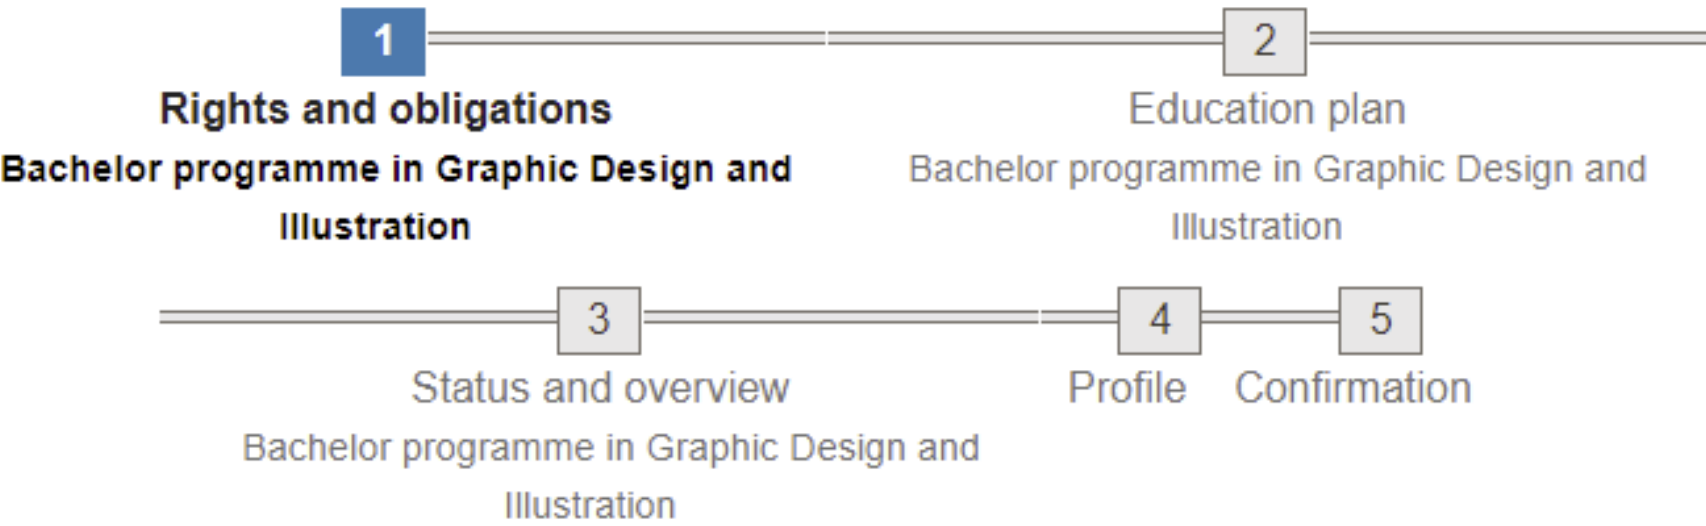 1
2
Rights and obligations
Education plan
Bachelor programme in Graphic Design and
Illustration
Bachelor programme in Graphic Design and
Illustration
3
4
5
Status and overview
Profile
Confirmation
Bachelor programme in Graphic Design and
Illustration